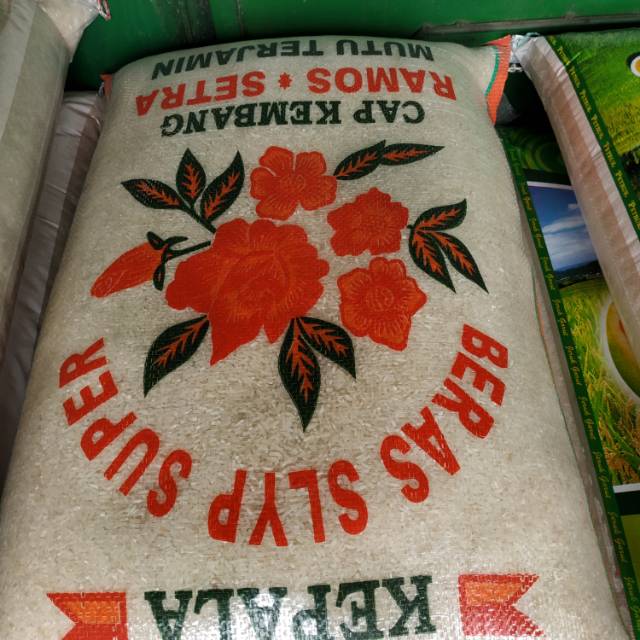 KEPALA
BERAS SLYP SUPER
CAP KEMBANG
RAMOS * SETRA
MUTU TERJAMIN